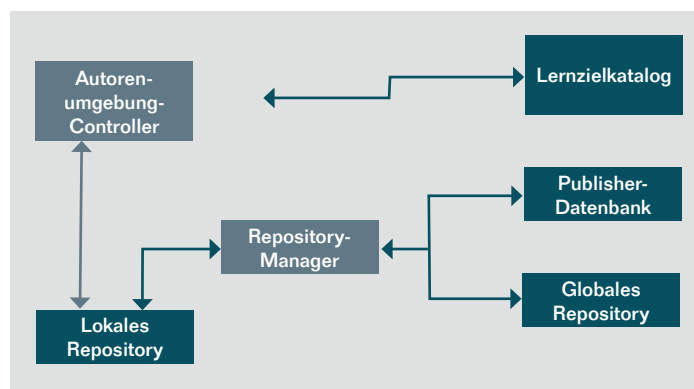 Autoren-
umgebung-
Controller
Lernzielkatalog
Publisher-
Datenbank
Repository-
Manager
Globales
Repository
Lokales
Repository